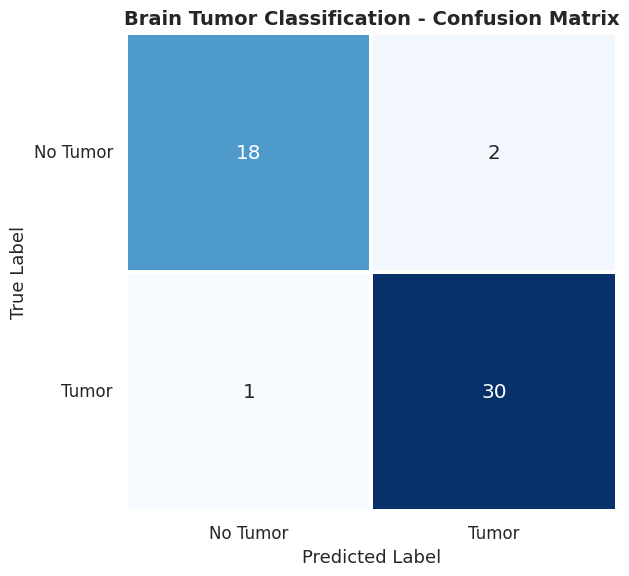 Brain Tumor Classification - Confusion Matrix
True Label
No Tumor
18
2
Tumor
1
30
No Tumor
Tumor
Predicted Label